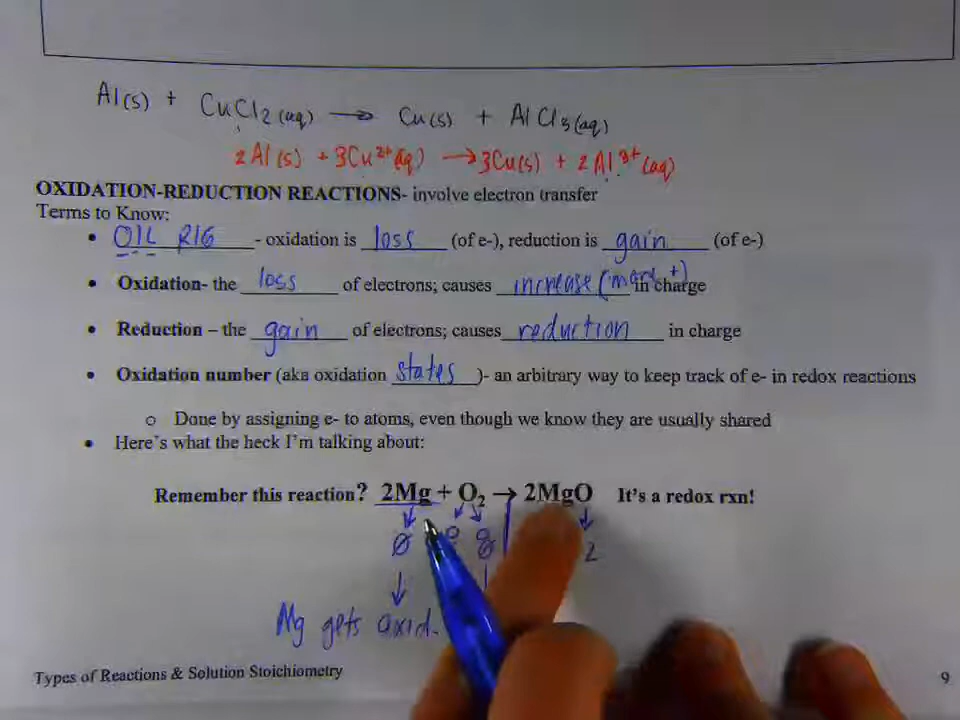 Al(s) + CuCl2(aq) → Cu(s) + AlCl3(aq)
2Al(s) + 3Cu2+(aq) → 3Cu(s) + 2Al3+(aq)
OXIDATION-REDUCTION REACTIONS- involve electron transfer
Terms to Know:
• OIL RIG - oxidation is loss (of e-), reduction is gain (of e-)
• Oxidation- the loss of electrons; causes increase (more +) in charge
• Reduction – the gain of electrons; causes reduction in charge
• Oxidation number (aka oxidation states)- an arbitrary way to keep track of e- in redox reactions
o Done by assigning e- to atoms, even though we know they are usually shared
• Here's what the heck I'm talking about:
Remember this reaction? 2Mg + O2 → 2MgO It's a redox rxn!
0 0 0 2
Mg gets oxid.
Types of Reactions & Solution Stoichiometry 9